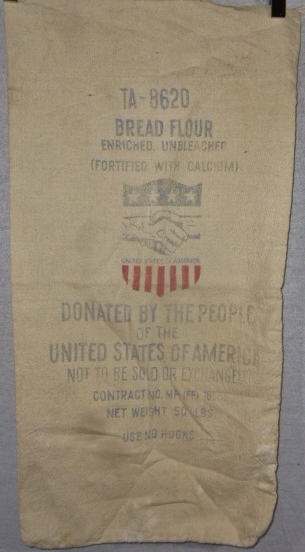 TA-8620
BREAD FLOUR
ENRICHED, UNBLEACHED
(FORTIFIED WITH CALCIUM)
UNITED STATES OF AMERICA
DONATED BY THE PEOPLE
OF THE
UNITED STATES OF AMERICA
NOT TO BE SOLD OR EXCHANGED
CONTRACT NO. MP (FF)
NET WEIGHT 50 LBS
USE NO HOOKS